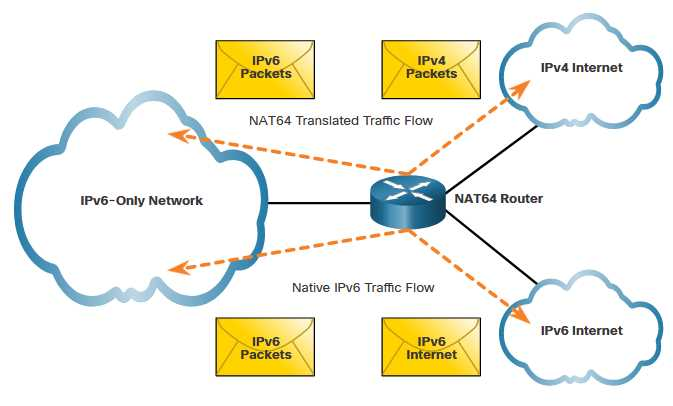 IPv6
Packets
IPv4
Packets
IPv4 Internet
NAT64 Translated Traffic Flow
IPv6-Only Network
NAT64 Router
Native IPv6 Traffic Flow
IPv6
Packets
IPv6
Internet
IPv6 Internet